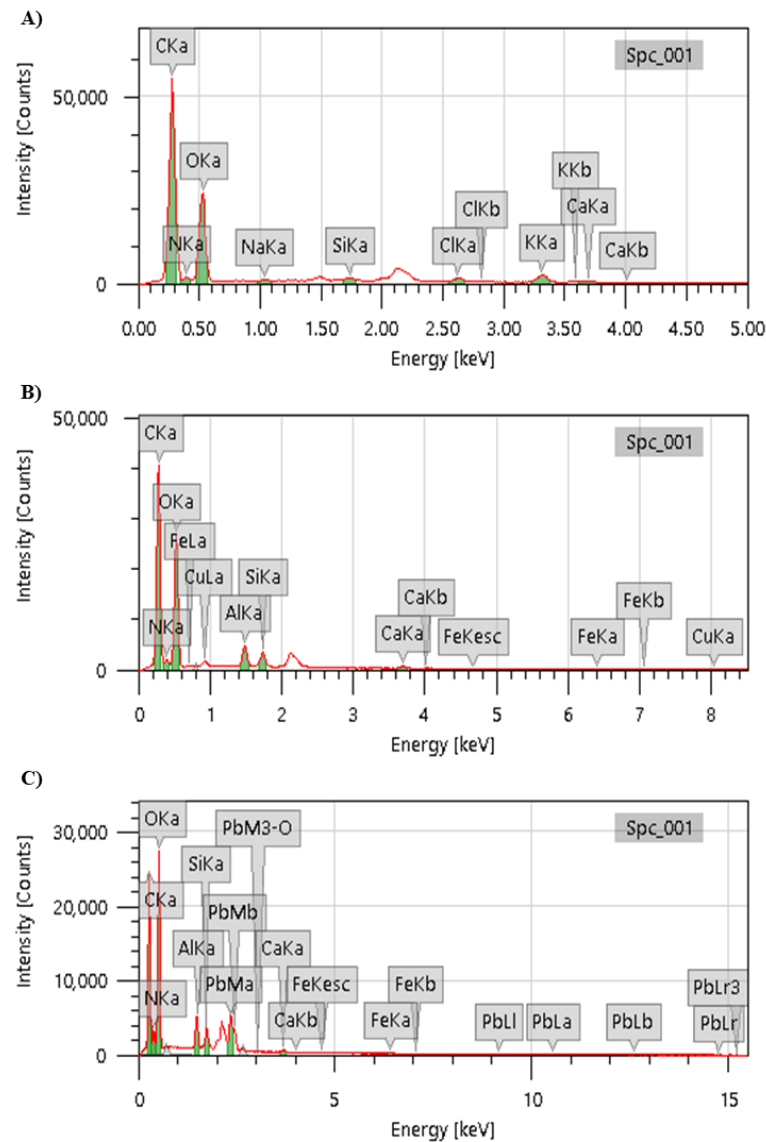 A)
Spc_001
CKa
50,000
OKa
KKb
ClKb
CaKa
NKa
NaKa
SiKa
ClKa
KKa
CaKb
0
0.00 0.50 1.00 1.50 2.00 2.50 3.00 3.50 4.00 4.50 5.00
Energy [keV]
Intensity [Counts]
B)
50,000
CKa
Spc_001
OKa
FeLa
CuLa
SiKa
CaKb
FeKb
NKa
AlKa
CaKa
FeKesc
FeKa
CuKa
0
0 1 2 3 4 5 6 7 8
Energy [keV]
Intensity [Counts]
C)
30,000
OKa
PbM3-O
Spc_001
SiKa
20,000
CKa
PbMb
AlKa
CaKa
10,000
NKa
PbMa
FeKesc
FeKb
PbLr3
CaKb
FeKa
PbLl
PbLa
PbLb
PbLr
0
0 5 10 15
Energy [keV]
Intensity [Counts]